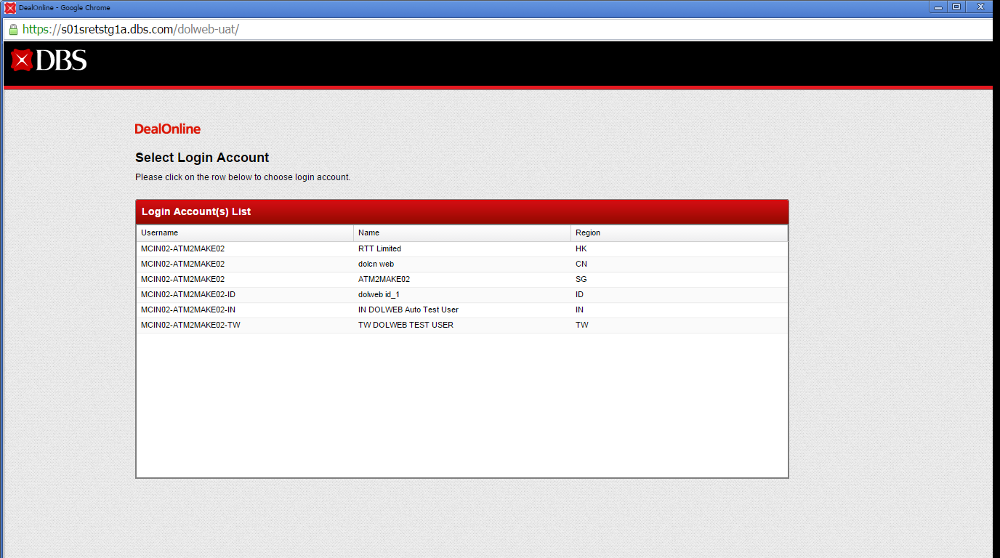 DealOnline - Google Chrome
https://s01sretstg1a.dbs.com/dolweb-uat/
DBS
DealOnline
Select Login Account
Please click on the row below to choose login account.
Login Account(s) List
Username Name Region
MCIN02-ATM2MAKE02 RTT Limited HK
MCIN02-ATM2MAKE02 dolcn web CN
MCIN02-ATM2MAKE02 ATM2MAKE02 SG
MCIN02-ATM2MAKE02-ID dolweb id_1 ID
MCIN02-ATM2MAKE02-IN IN DOLWEB Auto Test User IN
MCIN02-ATM2MAKE02-TW TW DOLWEB TEST USER TW